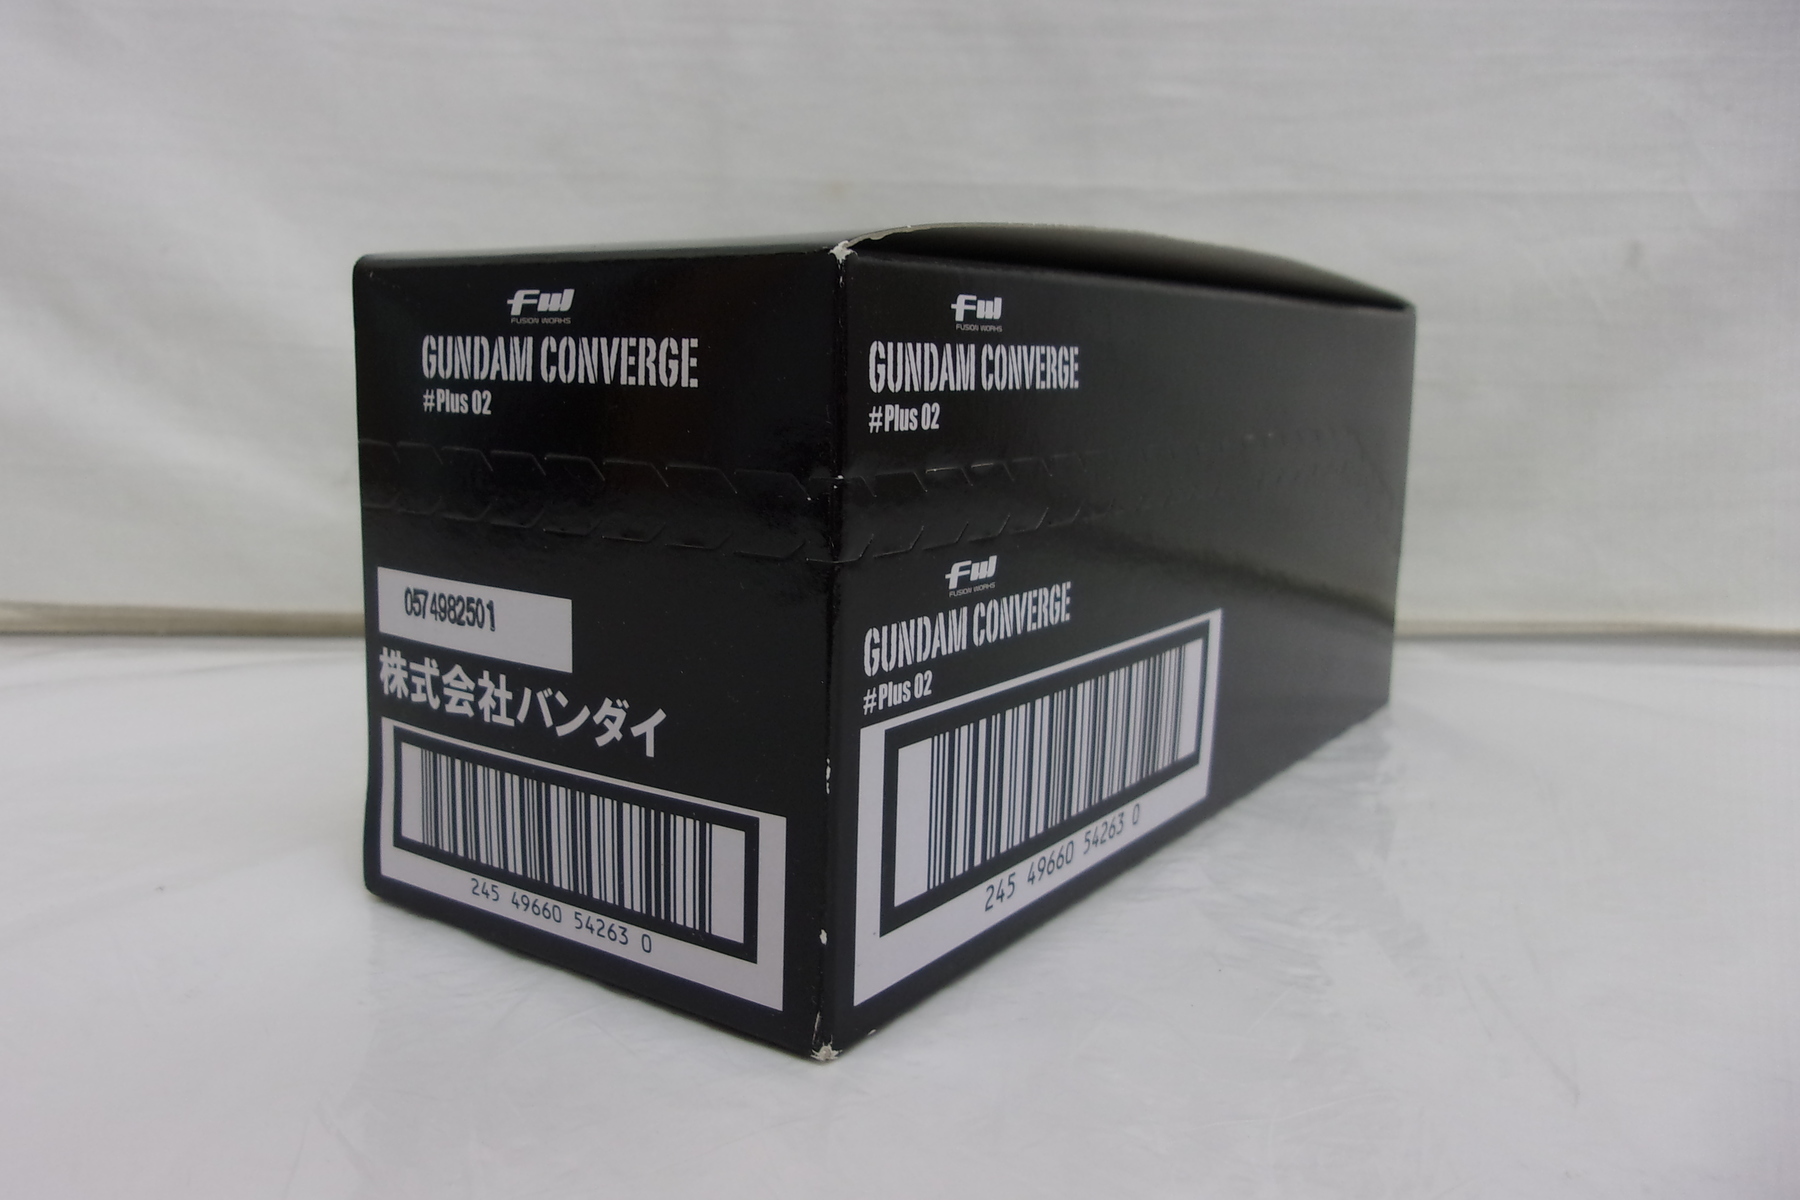 FW
FUSION WORKS
GUNDAM CONVERGE
#Plus 02
0574982501
株式会社バンダイ
245 49660 54263 0
FW
FUSION WORKS
GUNDAM CONVERGE
#Plus 02
FW
FUSION WORKS
GUNDAM CONVERGE
#Plus 02
245 49660 54263 0